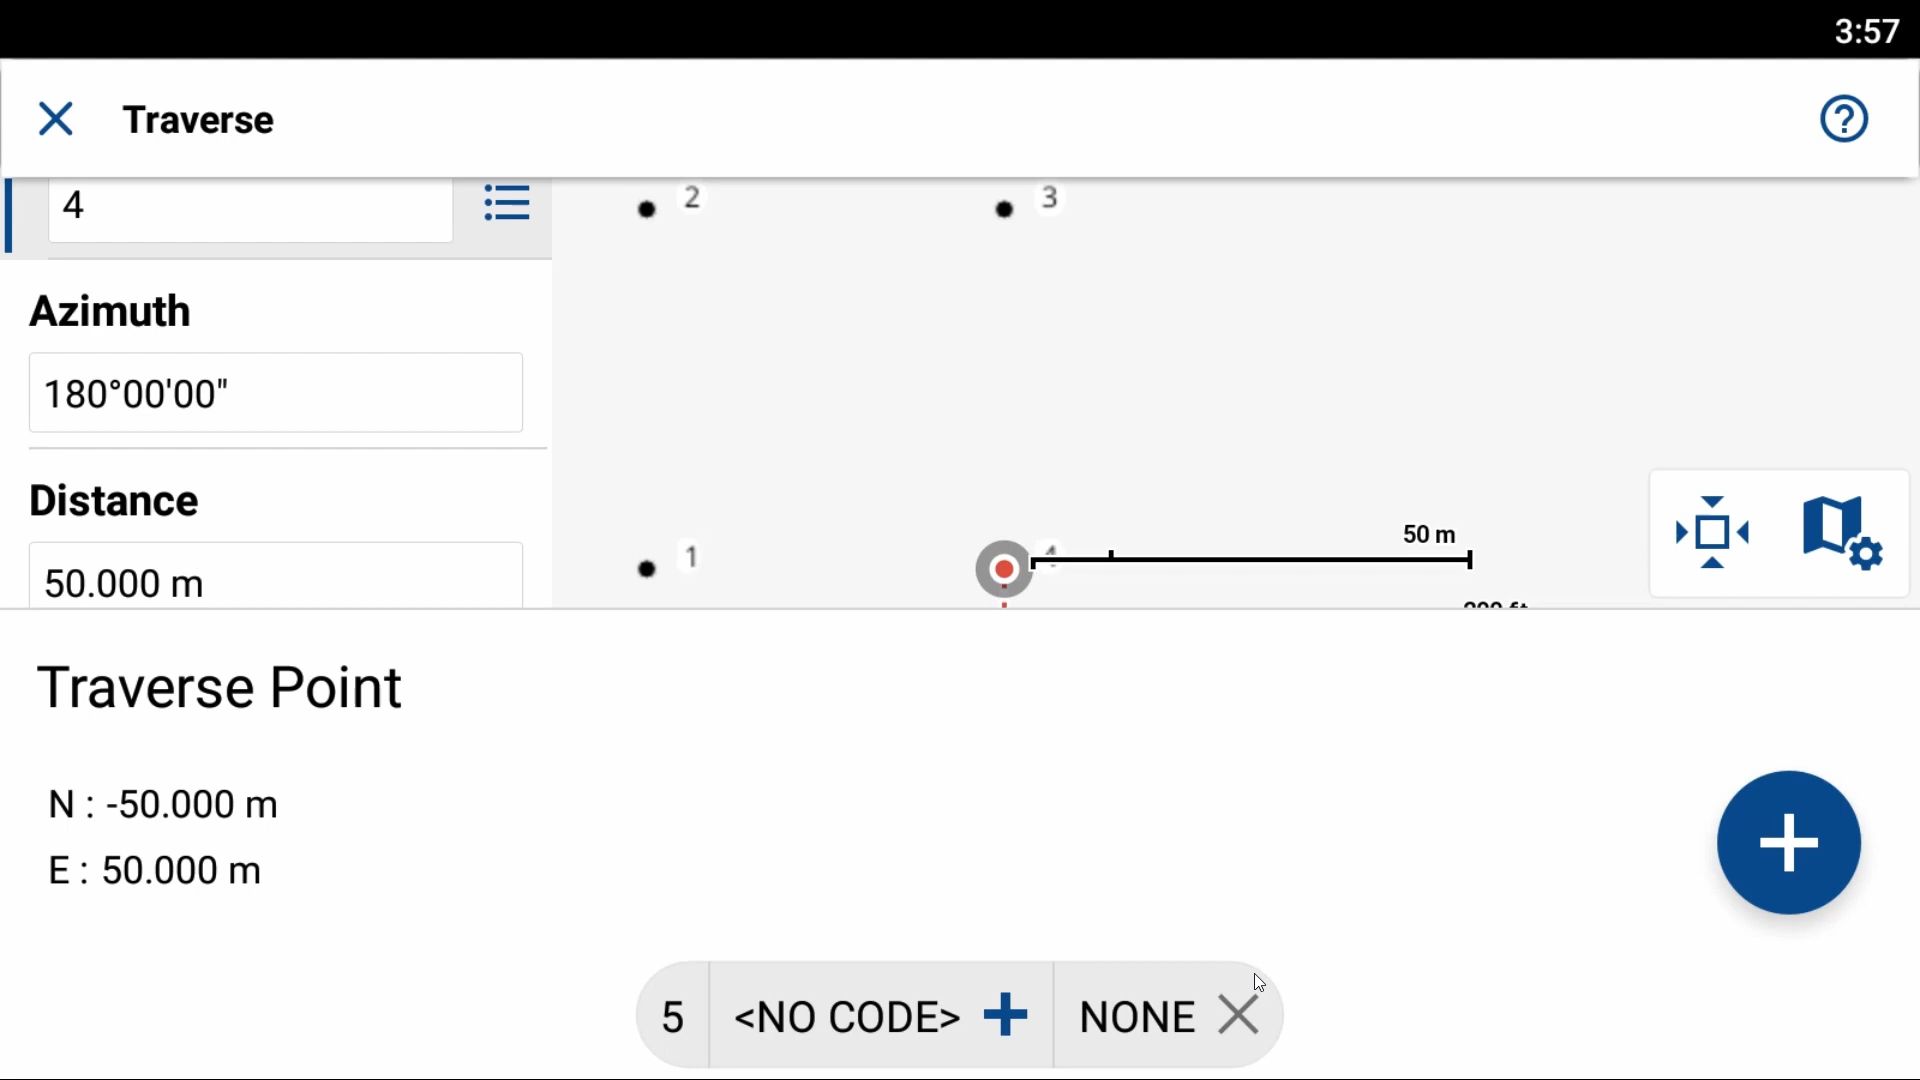 3:57
Traverse
4
2
3
Azimuth
180°00'00"
Distance
50.000 m
1
50 m
Traverse Point
N : -50.000 m
E : 50.000 m
5
<NO CODE>
NONE